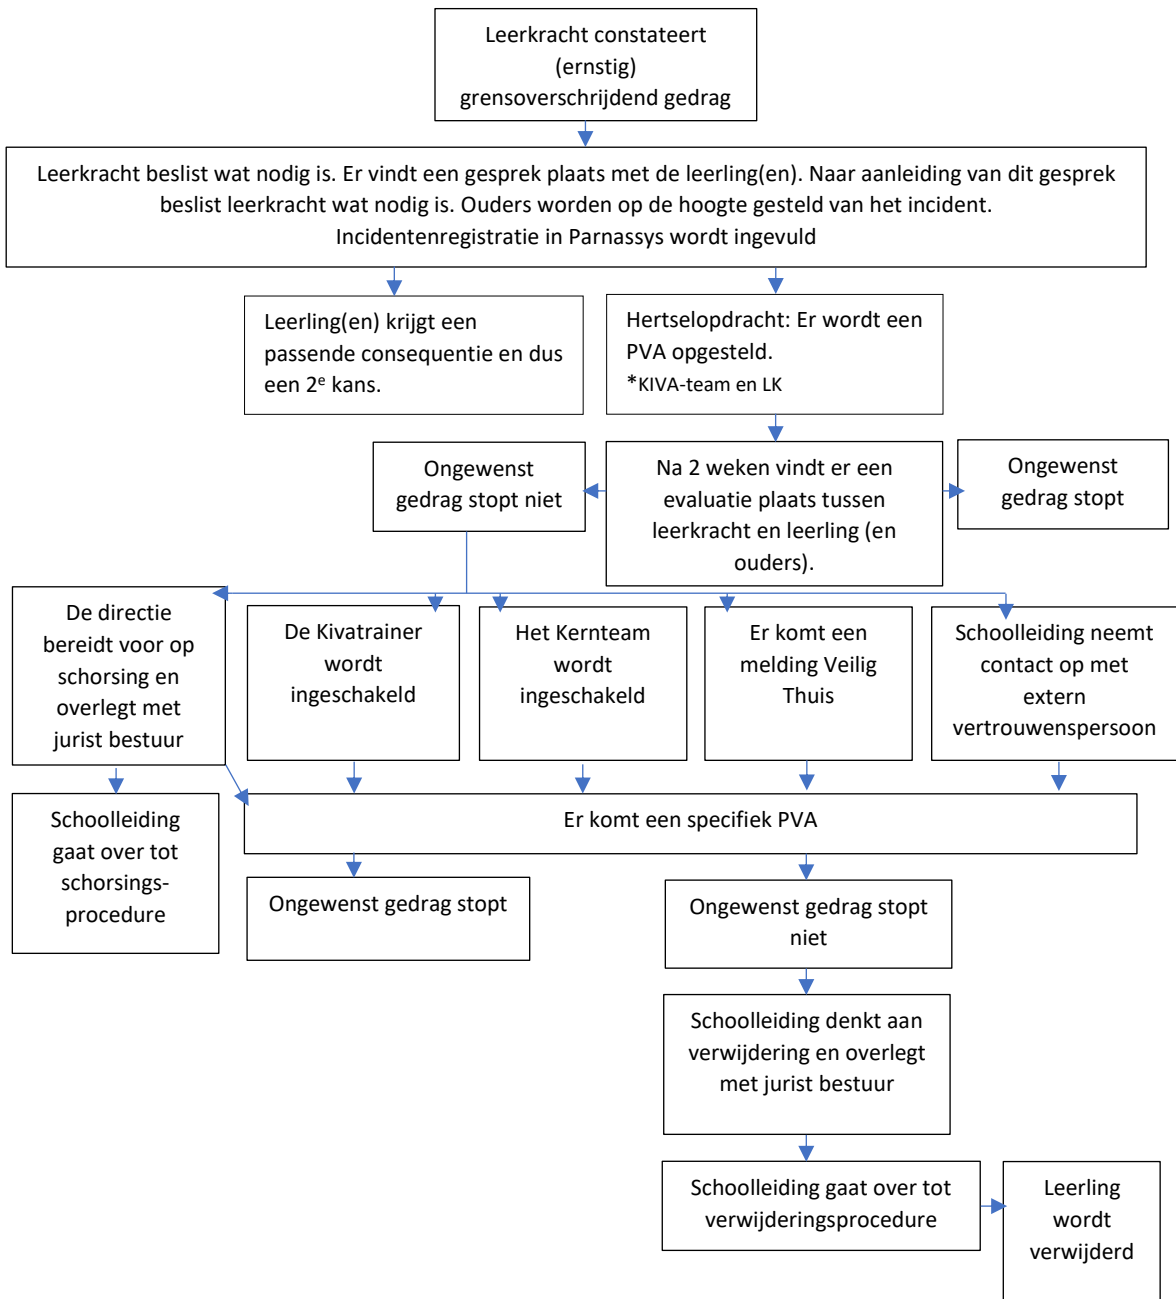 Leerkracht constateert
(ernstig)
grensoverschrijdend gedrag
Leerkracht beslist wat nodig is. Er vindt een gesprek plaats met de leerling(en). Naar aanleiding van dit gesprek
beslist leerkracht wat nodig is. Ouders worden op de hoogte gesteld van het incident.
Incidentenregistratie in Parnassys wordt ingevuld
Leerling(en) krijgt een
passende consequentie en dus
een 2e kans.
Hertselopdracht: Er wordt een
PVA opgesteld.
*KIVA-team en LK
Ongewenst
gedrag stopt niet
Na 2 weken vindt er een
evaluatie plaats tussen
leerkracht en leerling (en
ouders).
Ongewenst
gedrag stopt
De directie
bereidt voor op
schorsing en
overlegt met
jurist bestuur
De Kivatrainer
wordt
ingeschakeld
Het Kernteam
wordt
ingeschakeld
Er komt een
melding Veilig
Thuis
Schoolleiding neemt
contact op met
extern
vertrouwenspersoon
Schoolleiding
gaat over tot
schorsings-
procedure
Er komt een specifiek PVA
Ongewenst gedrag stopt
Ongewenst gedrag stopt
niet
Schoolleiding denkt aan
verwijdering en overlegt
met jurist bestuur
Schoolleiding gaat over tot
verwijderingsprocedure
Leerling
wordt
verwijderd